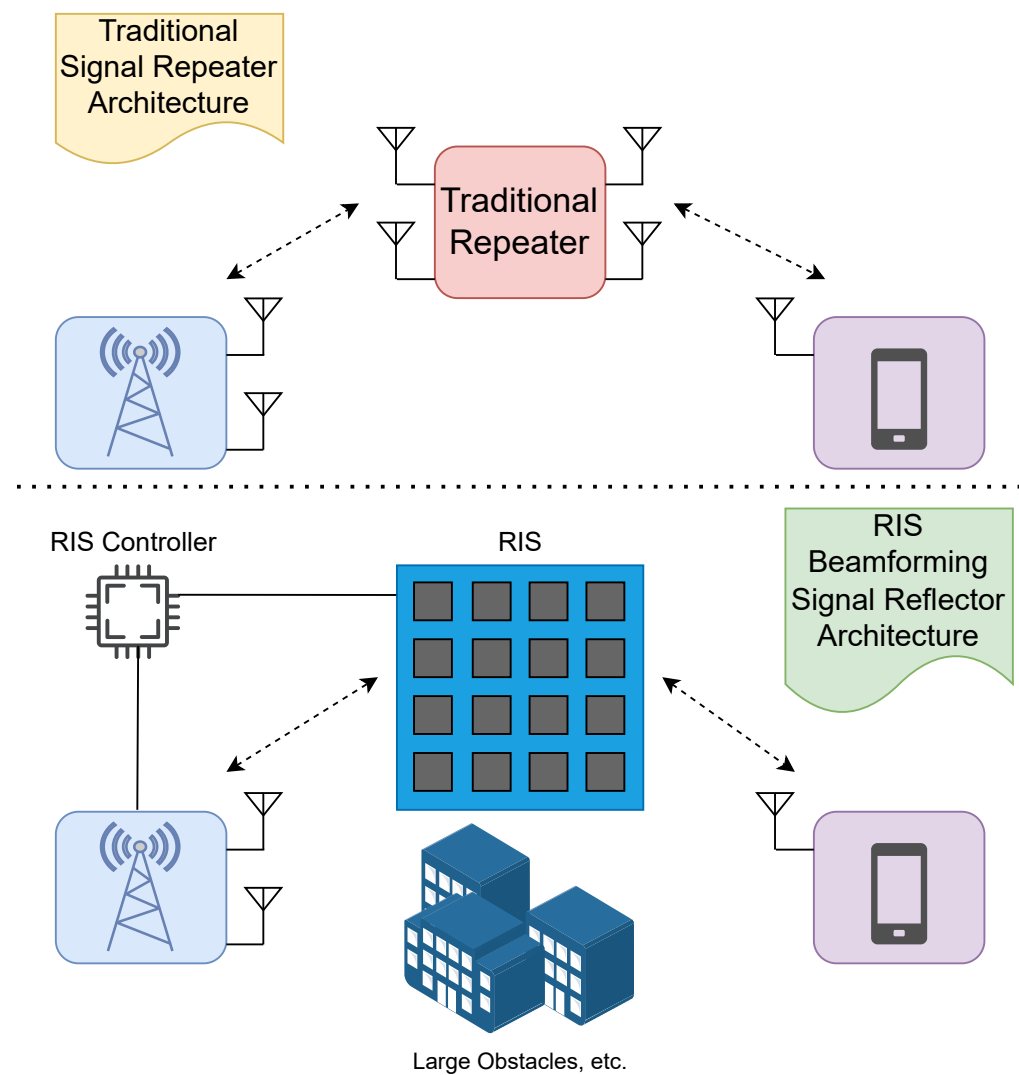 Traditional
Signal Repeater
Architecture
Traditional
Repeater
RIS Controller
RIS
RIS
Beamforming
Signal Reflector
Architecture
Large Obstacles, etc.